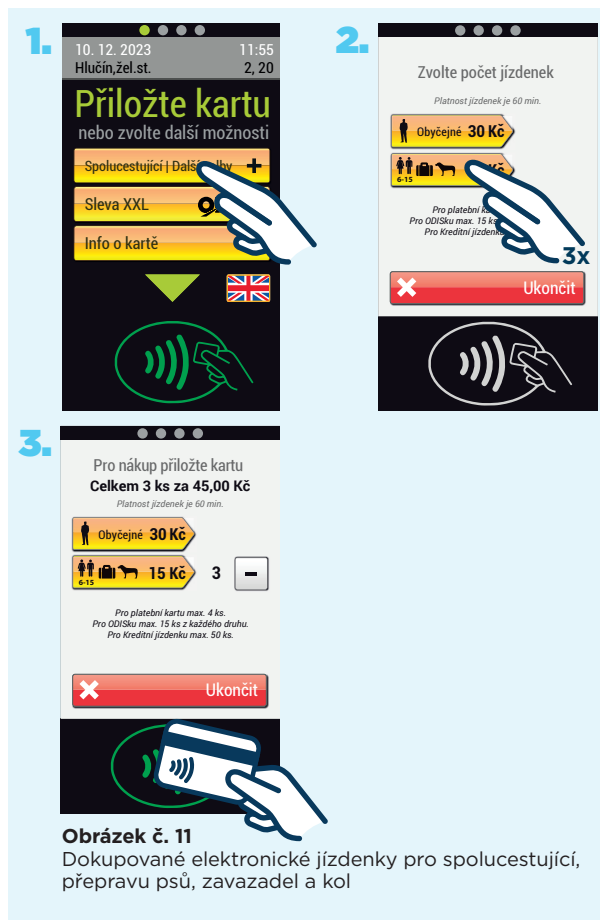 1.
10. 12. 2023 11:55
Hlučín,žel.st. 2, 20
Přiložte kartu
nebo zvolte další možnosti
Spolucestující | Další
Sleva XXL
Info o kartě
2.
Zvolte počet jízdenek
Platnost jízdenek je 60 min.
Obyčejné 30 Kč
6-15 Kč
Pro platební
Pro ODISku max. 15 ks
Pro Kreditní jízdenku
3x
Ukončit
3.
Pro nákup přiložte kartu
Celkem 3 ks za 45,00 Kč
Platnost jízdenek je 60 min.
Obyčejné 30 Kč
6-15 15 Kč 3
Pro platební kartu max. 4 ks.
Pro ODISku max. 15 ks z každého druhu.
Pro Kreditní jízdenku max. 50 ks.
Ukončit
Obrázek č. 11
Dokupované elektronické jízdenky pro spolucestující,
přepravu psů, zavazadel a kol